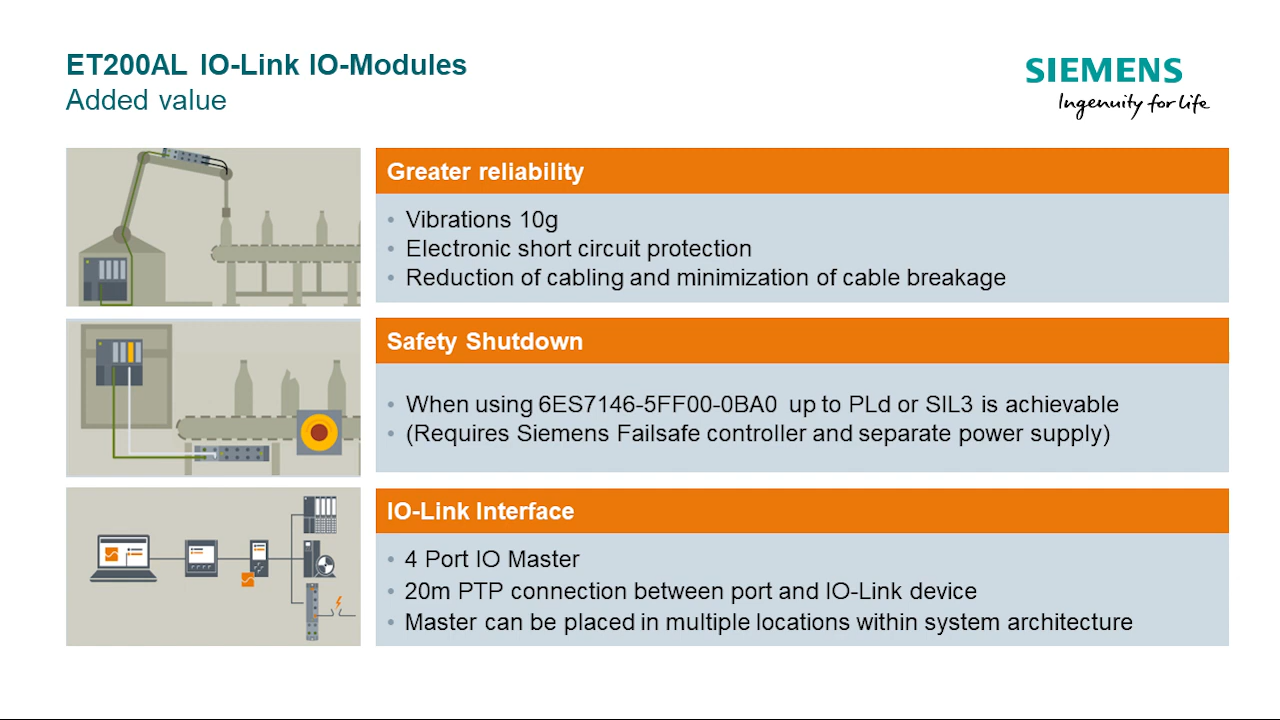 ET200AL IO-Link IO-Modules
Added value
SIEMENS
Ingenuity for life
Greater reliability
• Vibrations 10g
• Electronic short circuit protection
• Reduction of cabling and minimization of cable breakage
Safety Shutdown
• When using 6ES7146-5FF00-0BA0 up to PLd or SIL3 is achievable
• (Requires Siemens Failsafe controller and separate power supply)
IO-Link Interface
• 4 Port IO Master
• 20m PTP connection between port and IO-Link device
• Master can be placed in multiple locations within system architecture